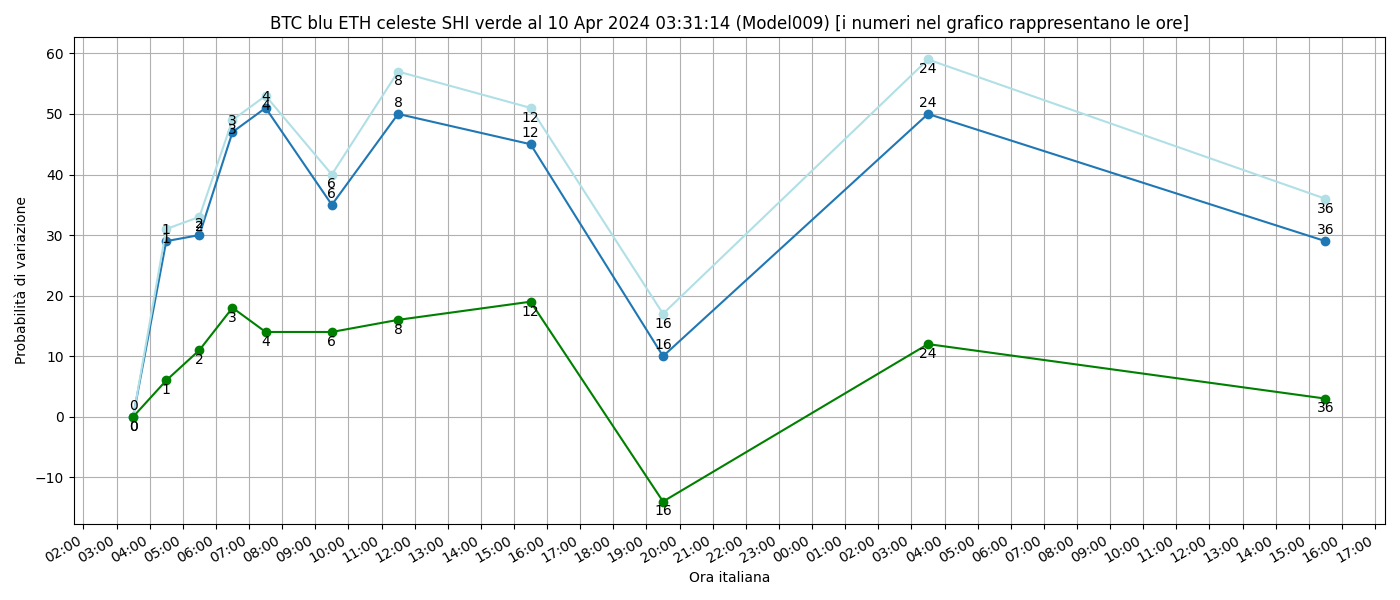 BTC blu ETH celeste SHI verde al 10 Apr 2024 03:31:14 (Model009) [i numeri nel grafico rappresentano le ore]
Probabilità di variazione
60
50
40
30
20
10
0
−10
0 1 2 3 4 6 8 12 16 24 36
0 1 2 3 4 6 8 12 16 24 36
0 1 2 3 4 6 8 12 16 24 36
02:00 03:00 04:00 05:00 06:00 07:00 08:00 09:00 10:00 11:00 12:00 13:00 14:00 15:00 16:00 17:00 18:00 19:00 20:00 21:00 22:00 23:00 00:00 01:00 02:00 03:00 04:00 05:00 06:00 07:00 08:00 09:00 10:00 11:00 12:00 13:00 14:00 15:00 16:00 17:00
Ora italiana